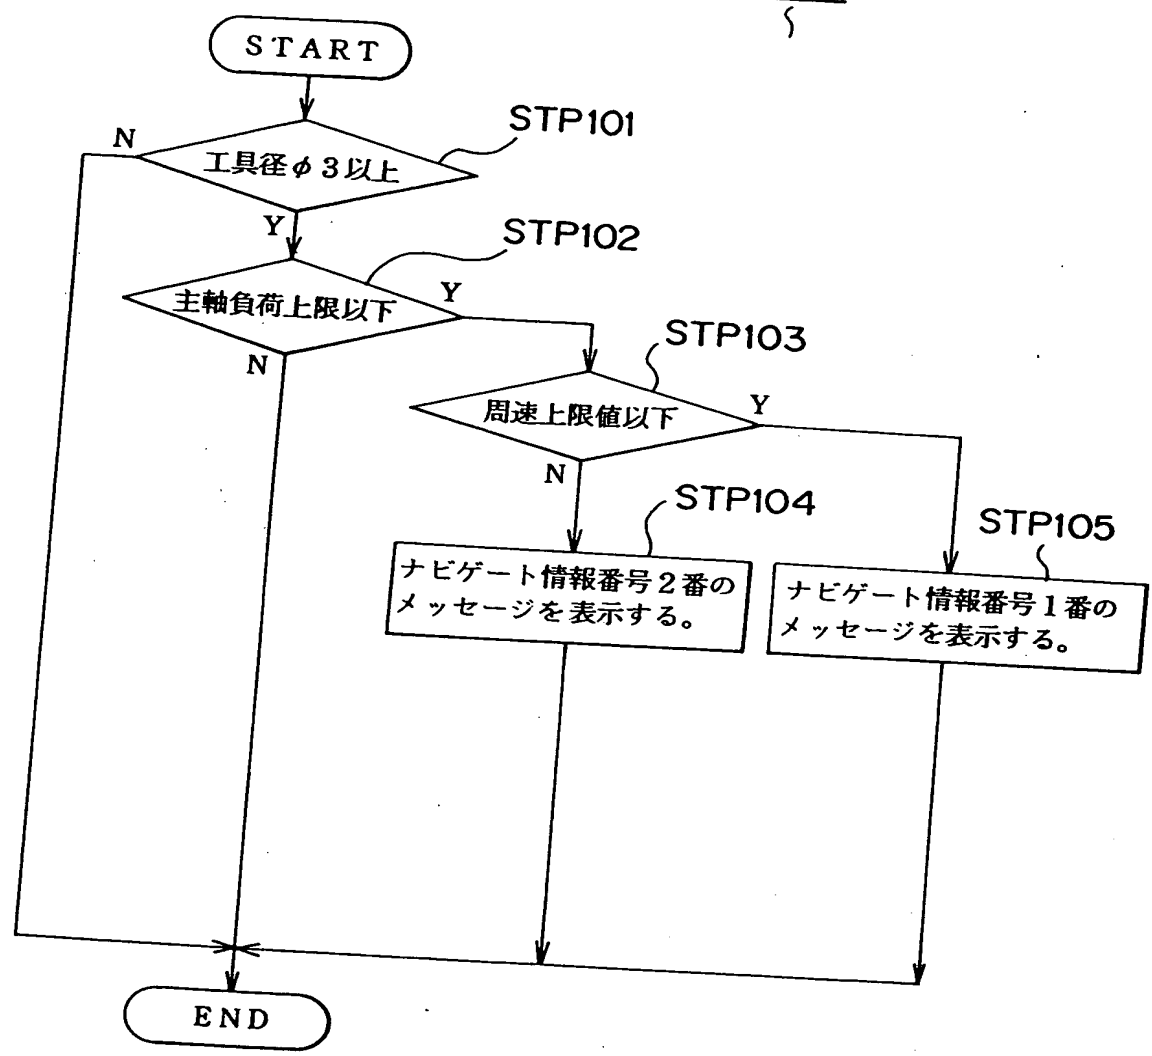 START
STP101
N
工具径φ3以上
Y
STP102
主軸負荷上限以下
Y
N
STP103
周速上限値以下
Y
N
STP104
STP105
ナビゲート情報番号2番の
メッセージを表示する。
ナビゲート情報番号1番の
メッセージを表示する。
END